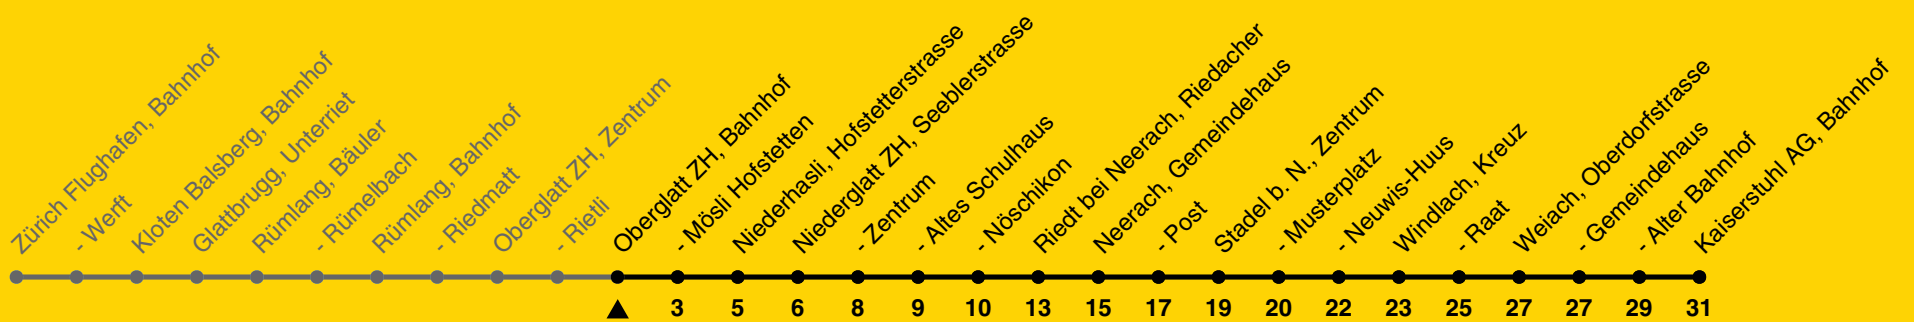 Zürich Flughafen, Bahnhof
- Werft
Kloten Balsberg, Bahnhof
Glattbrugg, Unterriet
Rümlang, Bäuler
- Rümelbach
Rümlang, Bahnhof
- Riedmatt
Oberglatt ZH, Zentrum
- Rietli
Oberglatt ZH, Bahnhof
- Mösli Hofstetten
Niederhasli, Hofstetterstrasse
Niederglatt ZH, Seeblerstrasse
- Zentrum
- Altes Schulhaus
- Nöschikon
Riedt bei Neerach, Riedacher
Neerach, Gemeindehaus
- Post
Stadel b. N., Zentrum
- Musterplatz
- Neuwis-Huus
Windlach, Kreuz
- Raat
Weiach, Oberdorfstrasse
- Gemeindehaus
- Alter Bahnhof
Kaiserstuhl AG, Bahnhof
3 5 6 8 9 10 13 15 17 19 20 22 23 25 27 27 29 31